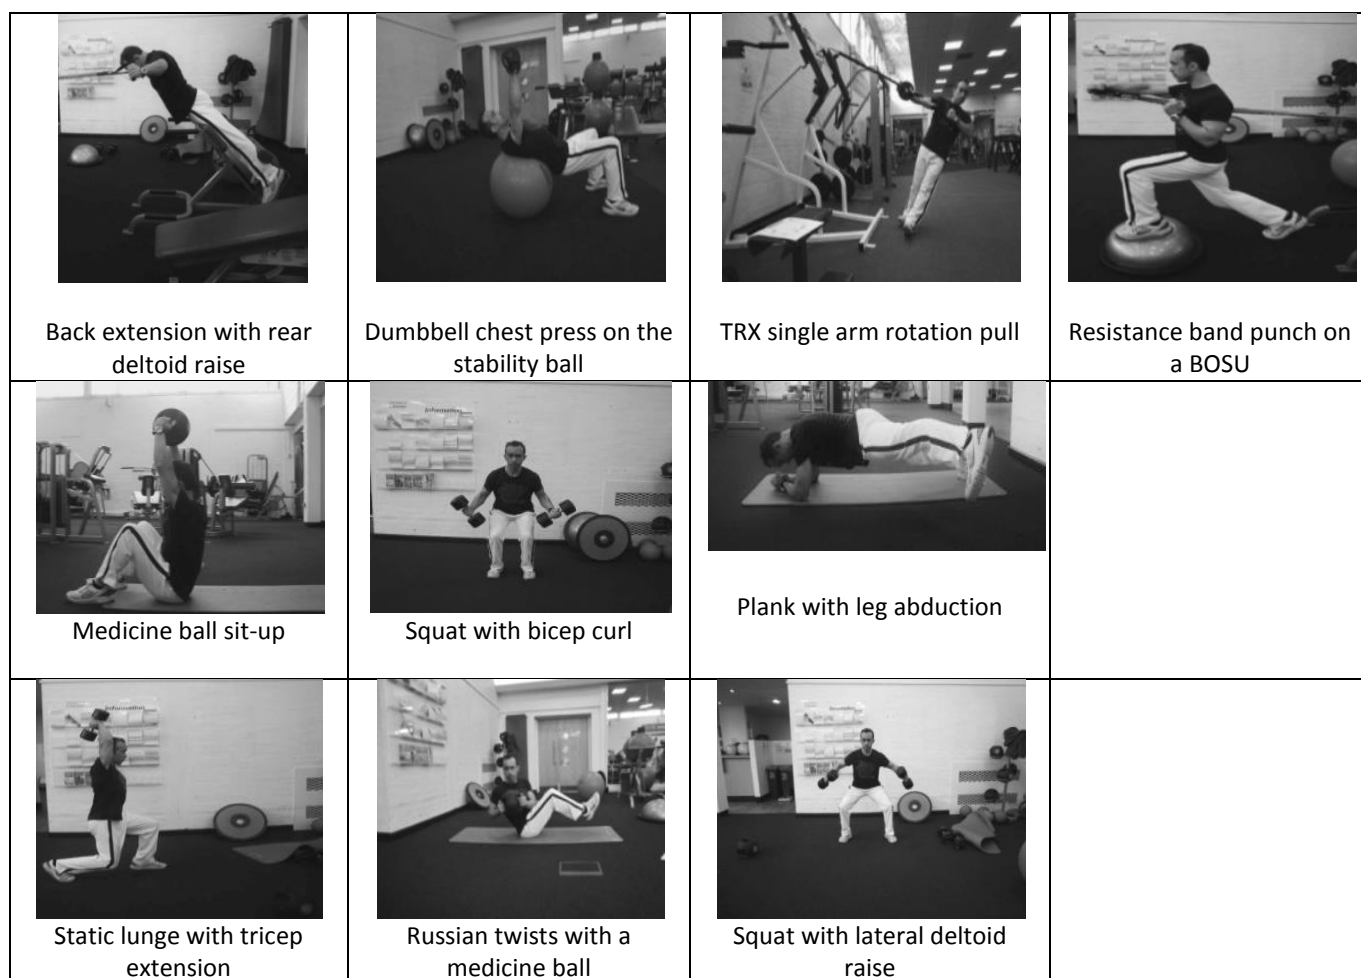 Back extension with rear
deltoid raise
Dumbbell chest press on the
stability ball
TRX single arm rotation pull
Resistance band punch on
a BOSU
Medicine ball sit-up
Squat with bicep curl
Plank with leg abduction
Static lunge with tricep
extension
Russian twists with a
medicine ball
Squat with lateral deltoid
raise